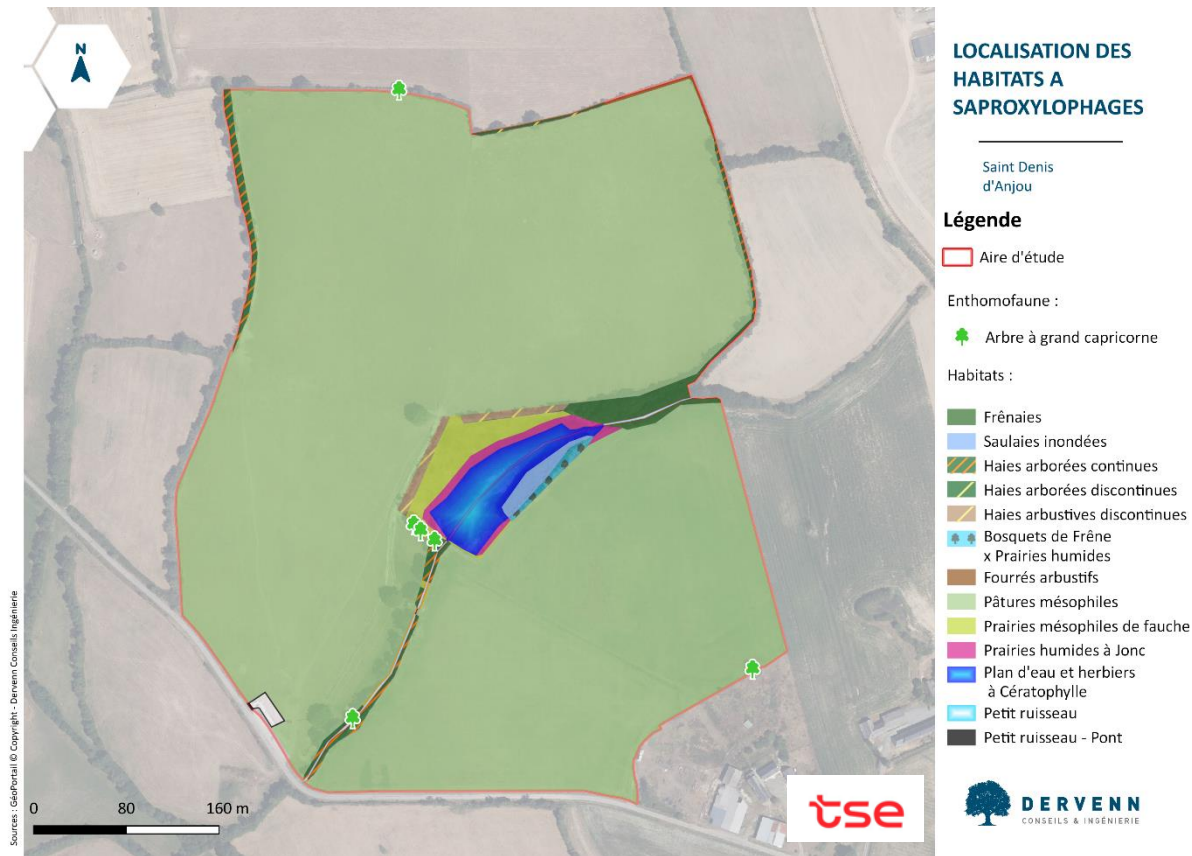 N
LOCALISATION DES
HABITATS A
SAPROXYLOPHAGES
Saint Denis
d'Anjou
Légende
Aire d'étude
Enthomofaune :
Arbre à grand capricorne
Habitats :
Frênaies
Saulaies inondées
Haies arborées continues
Haies arborées discontinues
Haies arbustives discontinues
Bosquets de Frêne
x Prairies humides
Fourrés arbustifs
Pâtures mésophiles
Prairies mésophiles de fauche
Prairies humides à Jonc
Plan d'eau et herbiers
à Cératophylle
Petit ruisseau
Petit ruisseau - Pont
Sources : GéoPortail © Copyright - Dervenn Conseils Ingénierie
0 80 160 m
tse
DERVENN
CONSEILS & INGÉNIERIE